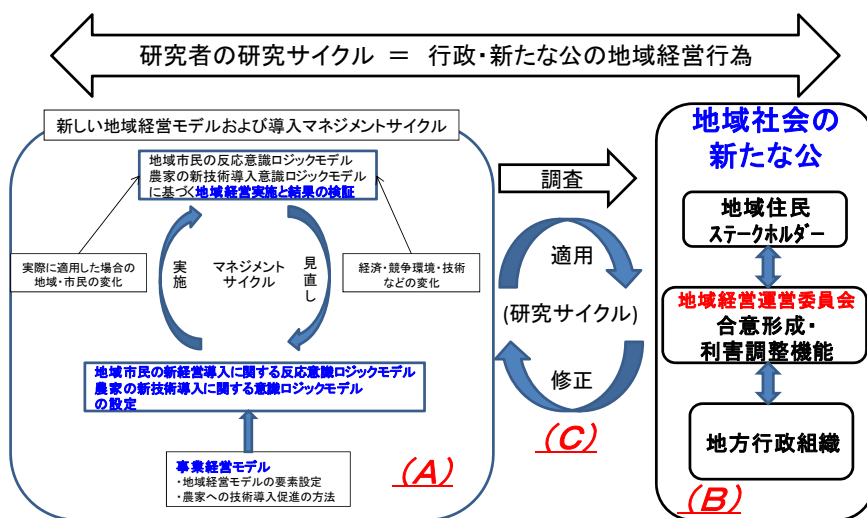 研究者の研究サイクル ＝ 行政・新たな公の地域経営行為
新しい地域経営モデルおよび導入マネジメントサイクル
地域市民の反応意識ロジックモデル
農家の新技術導入意識ロジックモデル
に基づく地域経営実施と結果の検証
実際に適用した場合の
地域・市民の変化
実施
マネジメント
サイクル
見直し
経済・競争環境・技術
などの変化
地域市民の新経営導入に関する反応意識ロジックモデル
農家の新技術導入に関する意識ロジックモデル
の設定
事業経営モデル
・地域経営モデルの要素設定
・農家への技術導入促進の方法
(A)
調査
適用
(研究サイクル)
修正
(C)
地域社会の
新たな公
地域住民
ステークホルダー
地域経営運営委員会
合意形成・
利害調整機能
地方行政組織
(B)